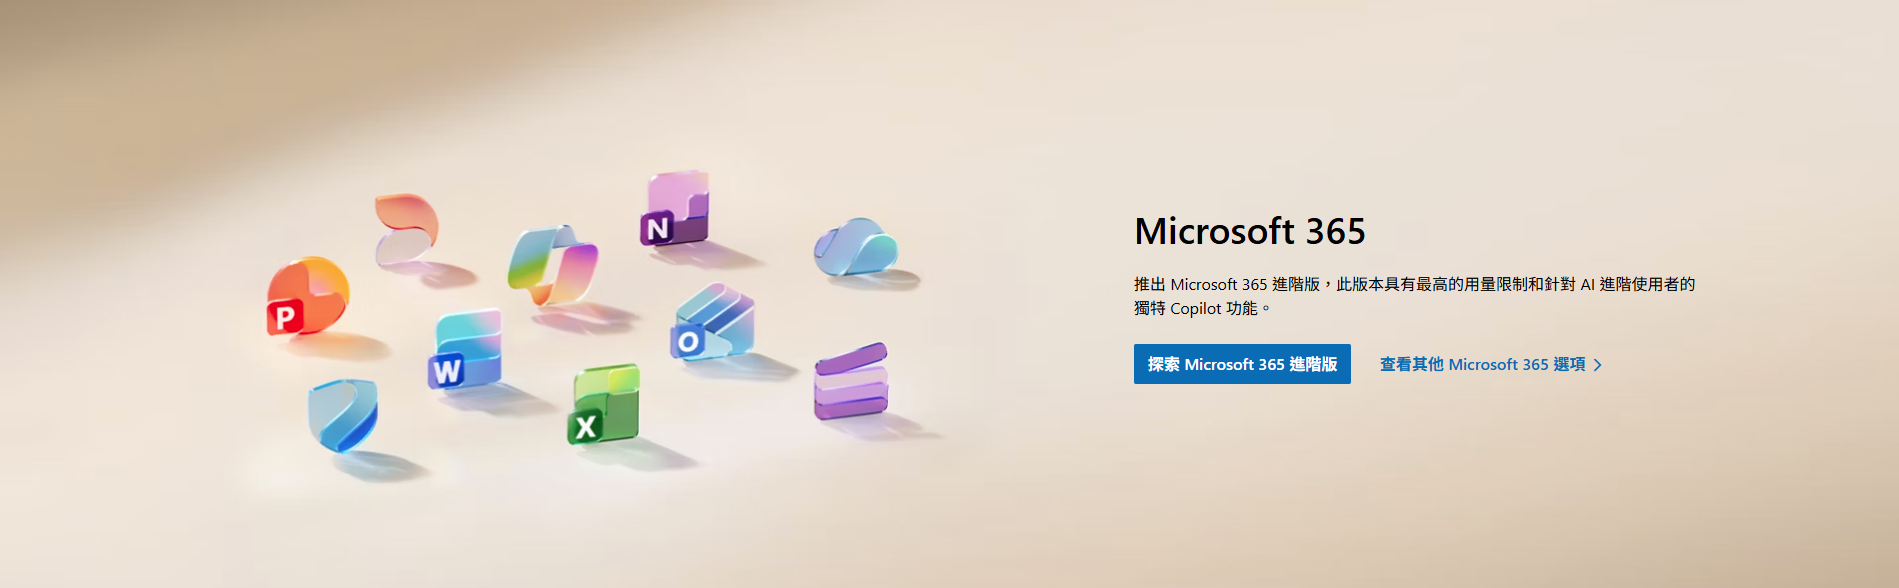 N
P
W
O
X
Microsoft 365
推出 Microsoft 365 進階版，此版本具有最高的用量限制和針對 AI 進階使用者的
獨特 Copilot 功能。
探索 Microsoft 365 進階版
查看其他 Microsoft 365 選項